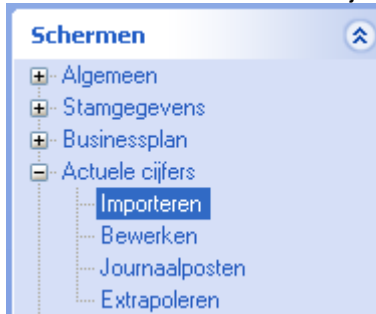 Schermen
Algemeen
Stamgegevens
Businessplan
Actuele cijfers
Importeren
Bewerken
Journaalposten
Extrapoleren